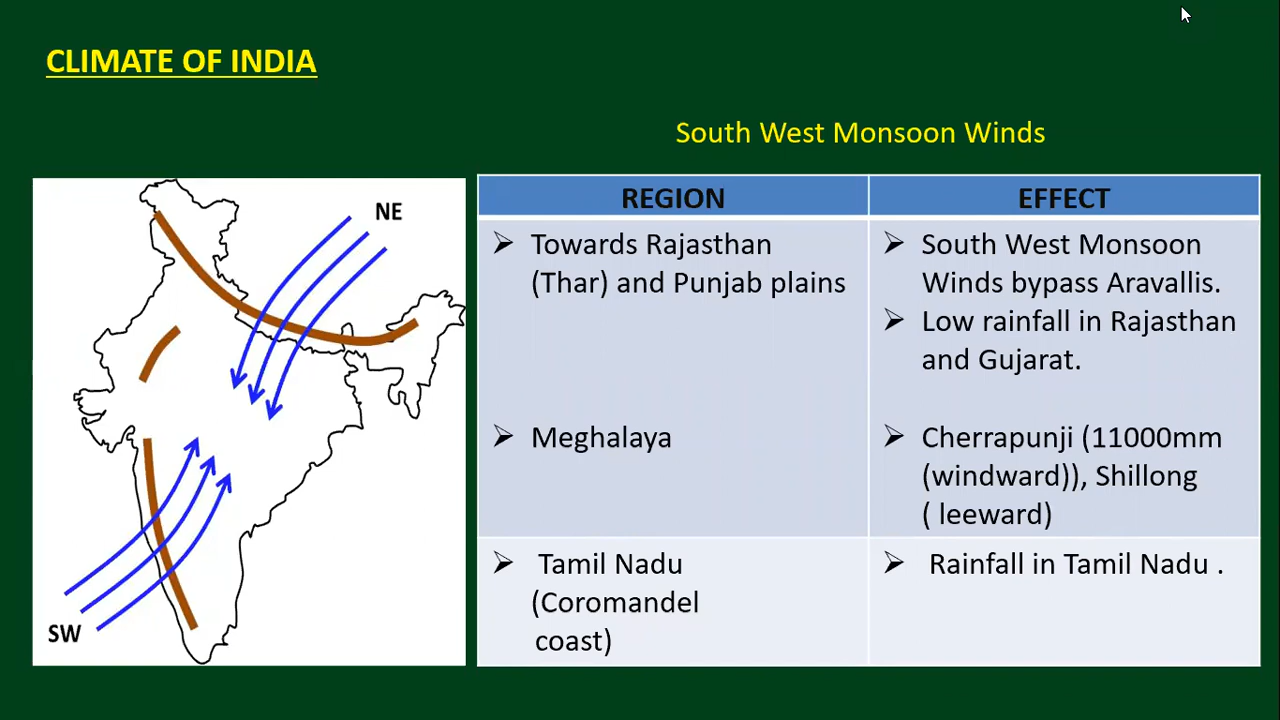 CLIMATE OF INDIA
South West Monsoon Winds
NE
SW
REGION
EFFECT
➢ Towards Rajasthan
(Thar) and Punjab plains
➢ South West Monsoon
Winds bypass Aravallis.
➢ Low rainfall in Rajasthan
and Gujarat.
➢ Meghalaya
➢ Cherrapunji (11000mm
(windward)), Shillong
( leeward)
➢ Tamil Nadu
(Coromandel
coast)
➢ Rainfall in Tamil Nadu .